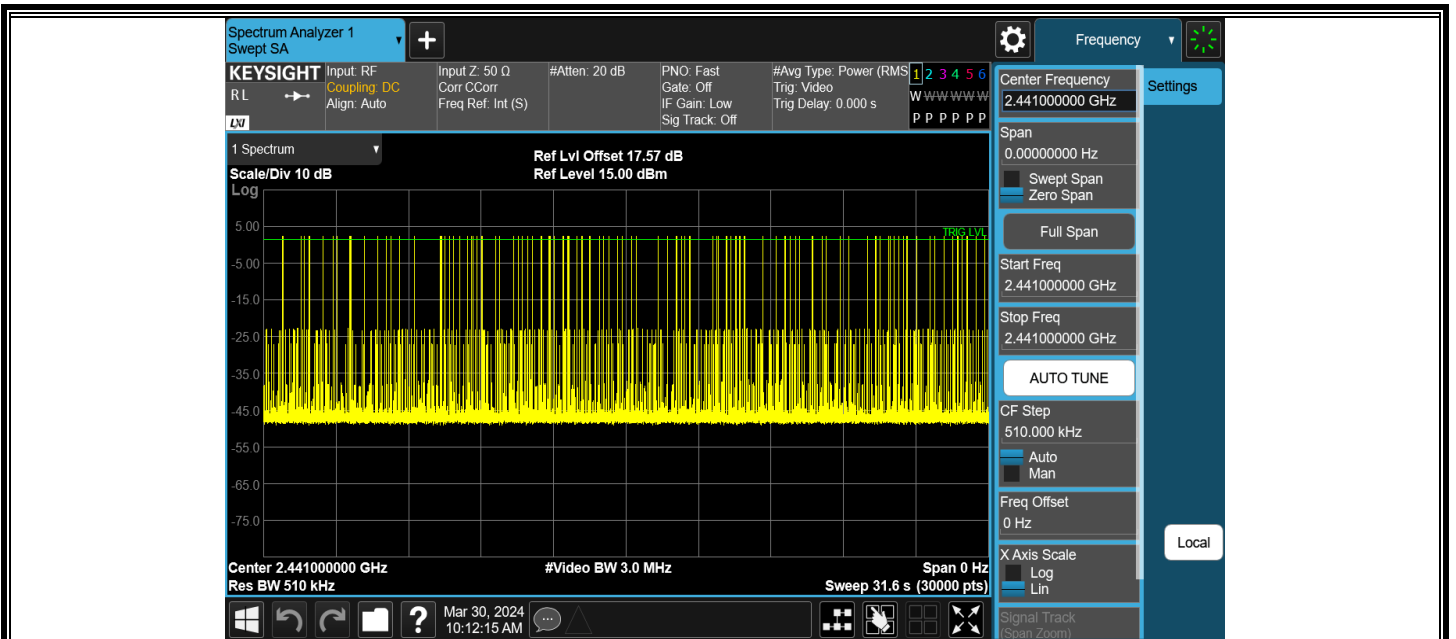 Spectrum Analyzer 1
Swept SA
+
Frequency
KEYSIGHT
RL
LXI
Input: RF
Coupling: DC
Align: Auto
Input Z: 50 Ω
Corr CCorr
Freq Ref: Int (S)
#Atten: 20 dB
PNO: Fast
Gate: Off
IF Gain: Low
Sig Track: Off
#Avg Type: Power (RMS
Trig: Video
Trig Delay: 0.000 s
1 2 3 4 5 6
W W W W W W
P P P P P P
1 Spectrum
Scale/Div 10 dB
Log
Ref Lvl Offset 17.57 dB
Ref Level 15.00 dBm
TRIG LVL
5.00
-5.00
-15.0
-25.0
-35.0
-45.0
-55.0
-65.0
-75.0
Center 2.441000000 GHz
Res BW 510 kHz
#Video BW 3.0 MHz
Span 0 Hz
Sweep 31.6 s (30000 pts)
?
Mar 30, 2024
10:12:15 AM
Center Frequency
2.441000000 GHz
Span
0.00000000 Hz
Swept Span
Zero Span
Full Span
Start Freq
2.441000000 GHz
Stop Freq
2.441000000 GHz
AUTO TUNE
CF Step
510.000 kHz
Auto
Man
Freq Offset
0 Hz
X Axis Scale
Log
Lin
Signal Track
(Span Zoom)
Settings
Local